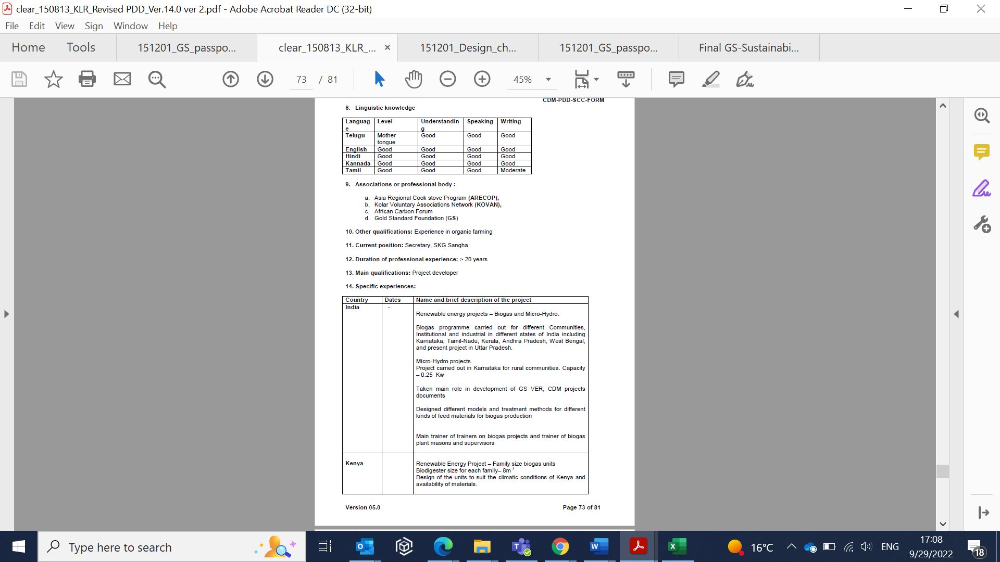 clear_150813_KLR_Revised PDD_Ver.14.0 ver 2.pdf - Adobe Acrobat Reader DC (32-bit)
File Edit View Sign Window Help
Home Tools 151201_GS_passpo... clear_150813_KLR_... 151201_Design_ch... 151201_GS_passpo... Final GS-Sustainabi...
73 / 81 45%
CDM-PDD-SCC-FORM
8. Linguistic knowledge
Languag Level Understandin Speaking Writing
e g
Telugu Mother Good Good Good
tongue
English Good Good Good Good
Hindi Good Good Good Good
Kannada Good Good Good Good
Tamil Good Good Good Moderate
9. Associations or professional body :
a. Asia Regional Cook stove Program (ARECOP),
b. Kolar Voluntary Associations Network (KOVAN),
c. African Carbon Forum
d. Gold Standard Foundation (GS)
10. Other qualifications: Experience in organic farming
11. Current position: Secretary, SKG Sangha
12. Duration of professional experience: > 20 years
13. Main qualifications: Project developer
14. Specific experiences:
Country Dates Name and brief description of the project
India -
Renewable energy projects – Biogas and Micro-Hydro.
Biogas programme carried out for different Communities,
Institutional and industrial in different states of India including
Karnataka, Tamil-Nadu, Kerala, Andhra Pradesh, West Bengal,
and present project in Uttar Pradesh.
Micro-Hydro projects.
Project carried out in Karnataka for rural communities. Capacity
– 0.25 Kw
Taken main role in development of GS VER, CDM projects
documents
Designed different models and treatment methods for different
kinds of feed materials for biogas production
Main trainer of trainers on biogas projects and trainer of biogas
plant masons and supervisors
Kenya Renewable Energy Project – Family size biogas units
Biodigester size for each family– 8m³
Design of the units to suit the climatic conditions of Kenya and
availability of materials.
Version 05.0 Page 73 of 81
Type here to search 16°C ENG 17:08
9/29/2022 18